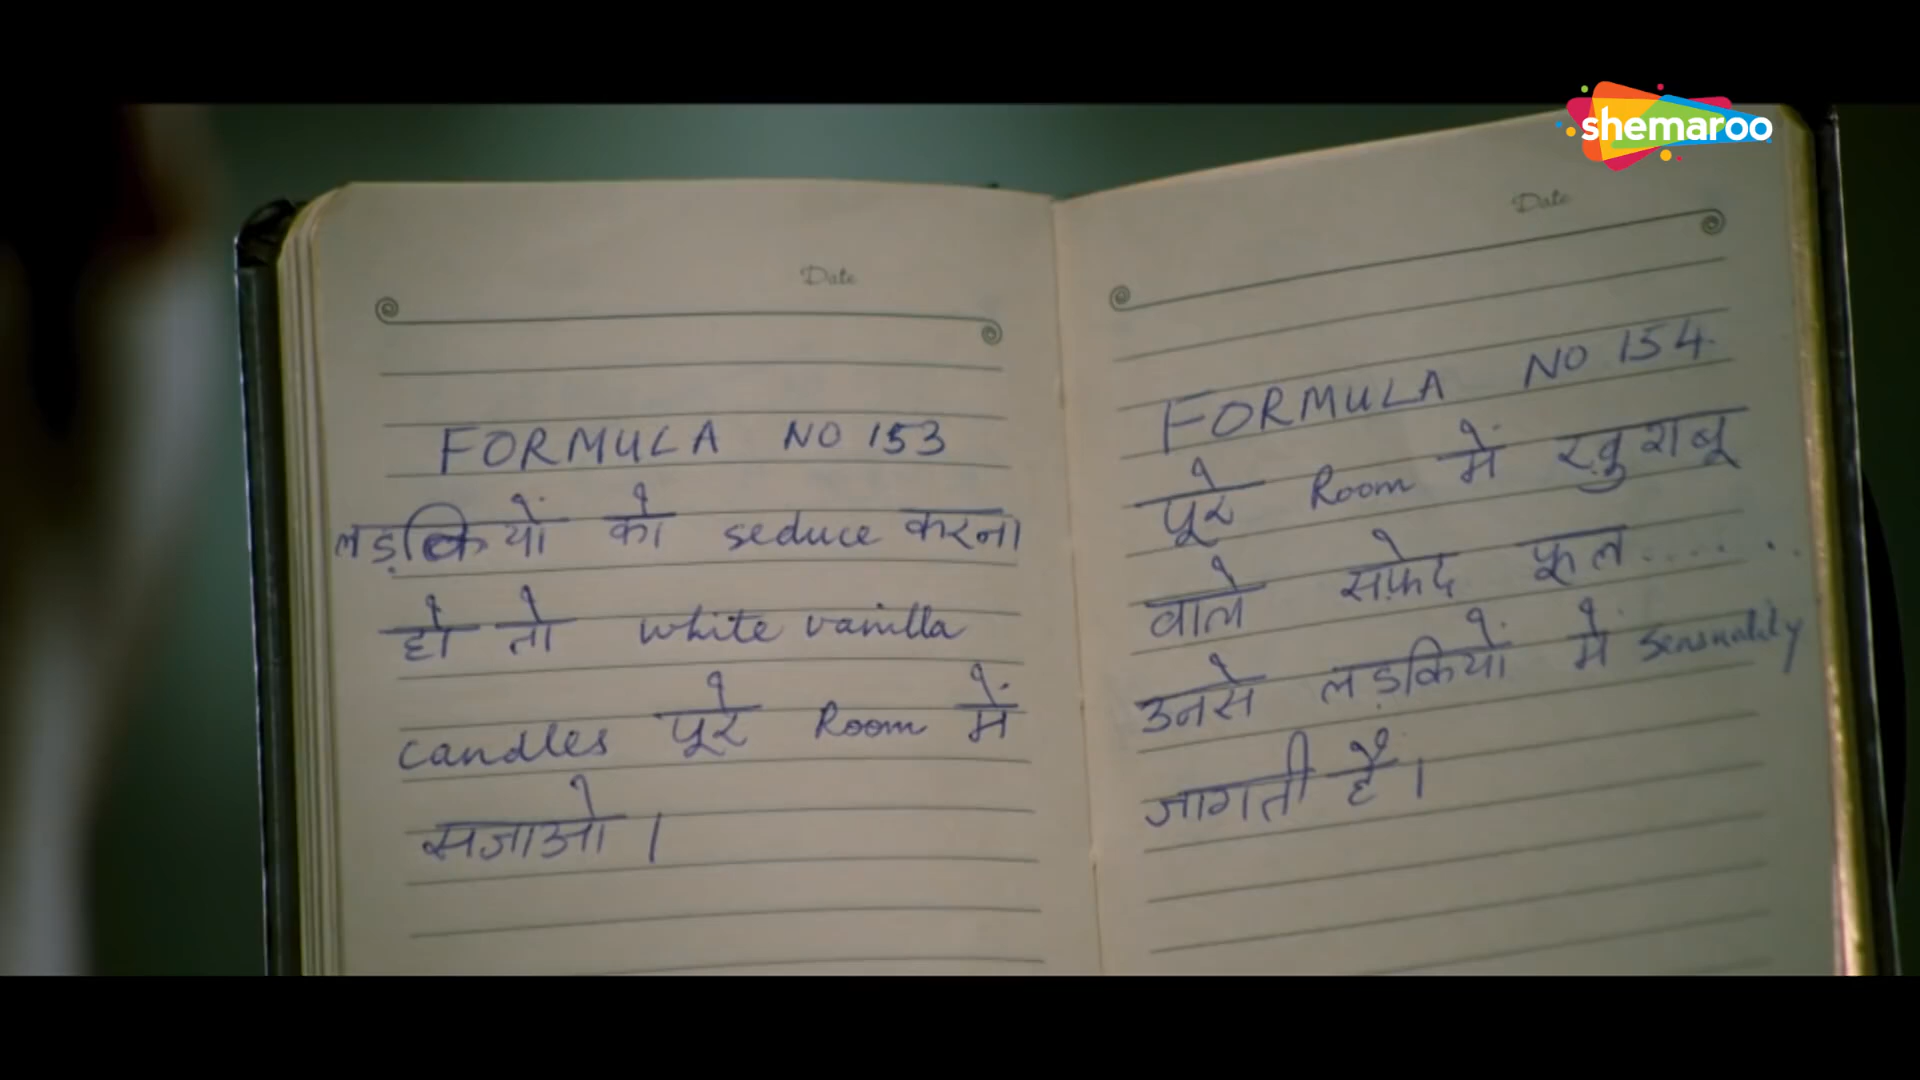 shemaroo
Date
FORMULA NO 153
लड़कियों को seduce करना
हो तो white vanilla
candles पूरे Room में
सजाओ।
Date
FORMULA NO 154.
पूरे Room में खुशबू
वाले सफ़ेद फूल......
उनसे लड़कियों में sensuality
जागती है।